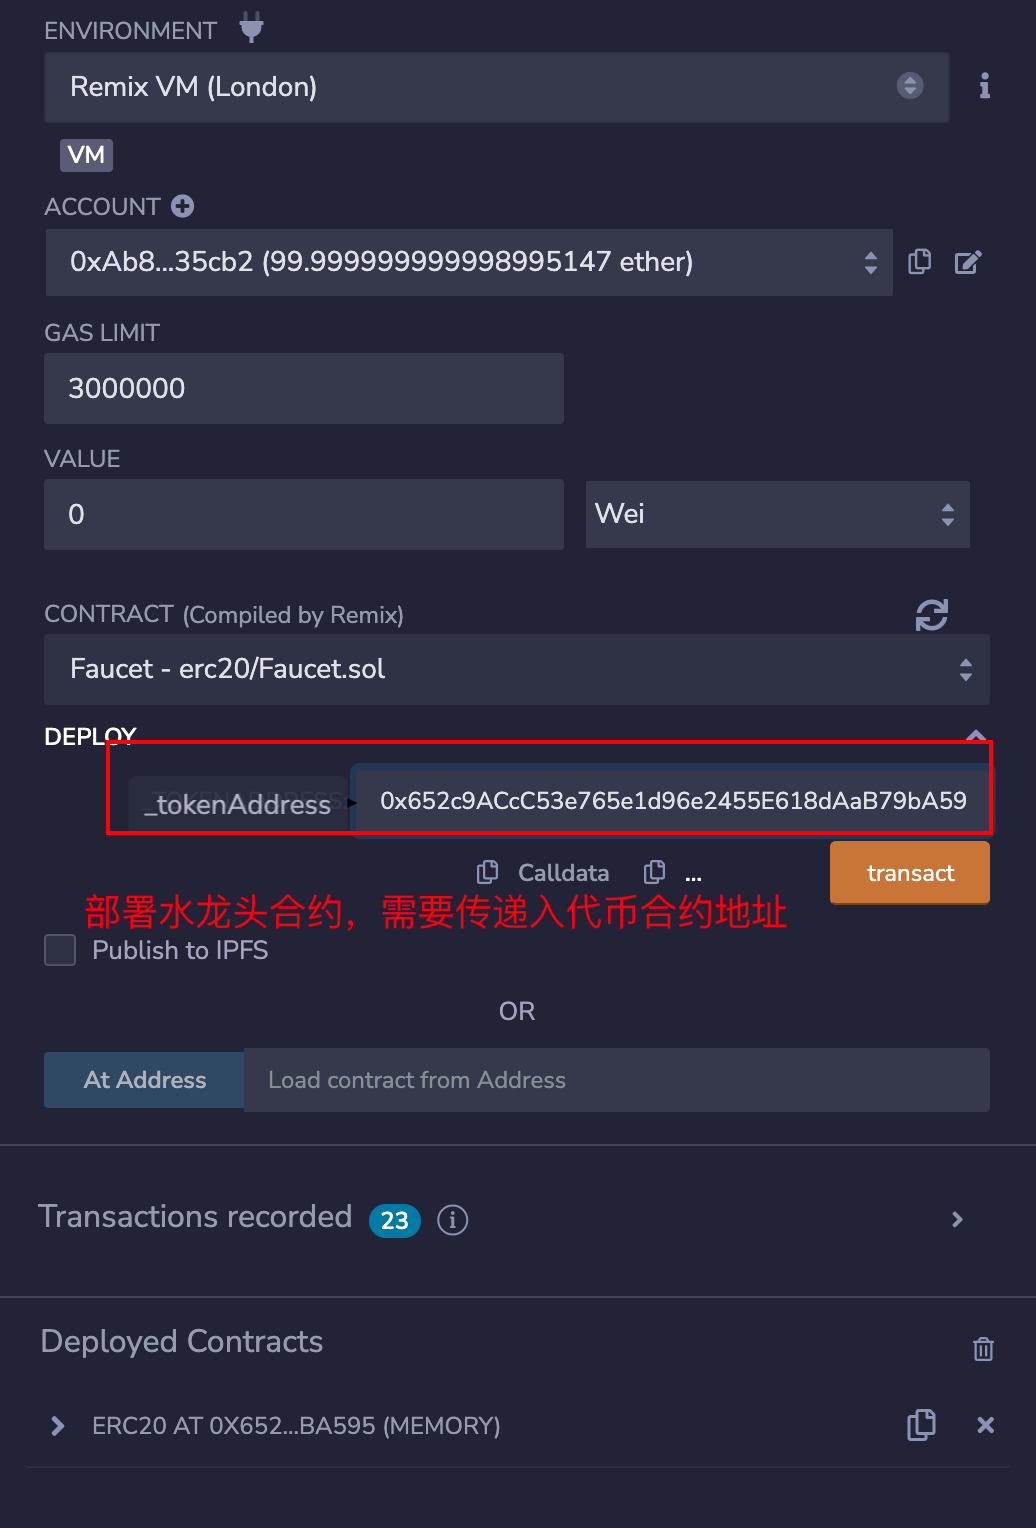 ENVIRONMENT
Remix VM (London)
VM
ACCOUNT
0xAb8...35cb2 (99.999999999998995147 ether)
GAS LIMIT
3000000
VALUE
0
Wei
CONTRACT (Compiled by Remix)
Faucet - erc20/Faucet.sol
DEPLOY
_TOKENADDRESS:
_tokenAddress
0x652c9ACcC53e765e1d96e2455E618dAaB79bA59
Calldata
...
transact
部署水龙头合约，需要传递入代币合约地址
Publish to IPFS
OR
At Address
Load contract from Address
Transactions recorded 23
Deployed Contracts
ERC20 AT 0X652...BA595 (MEMORY)